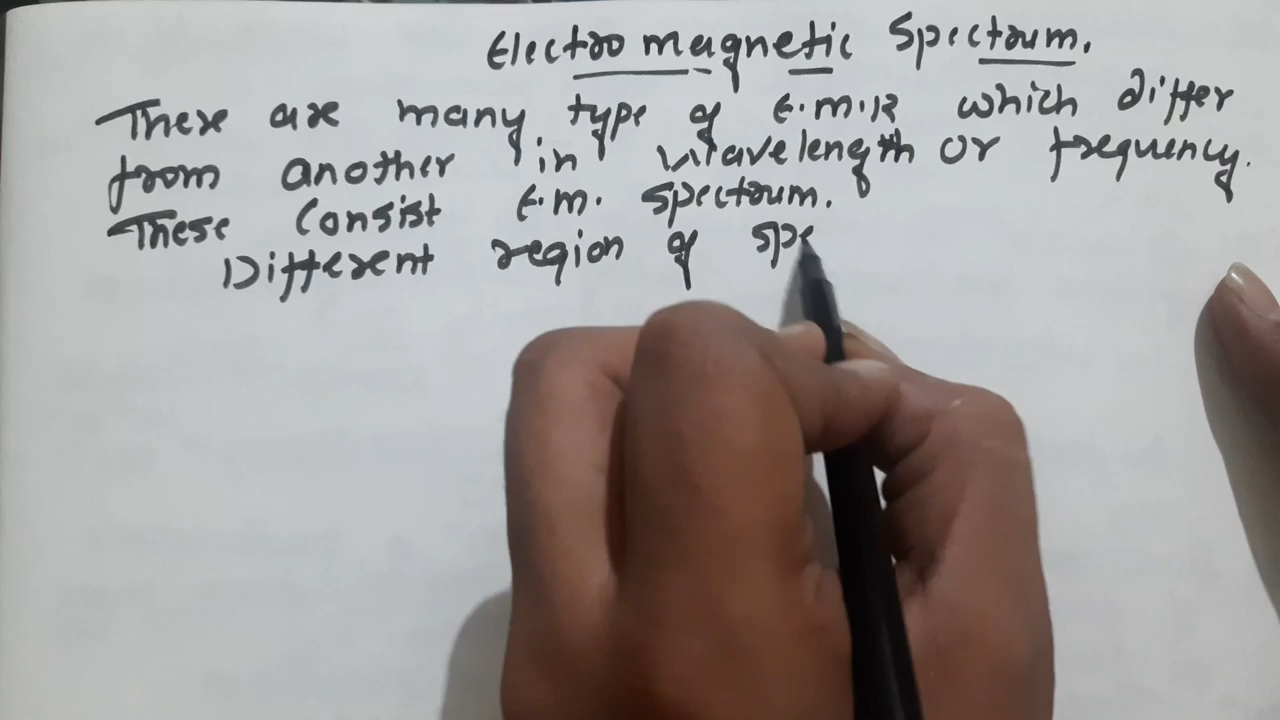 Electromagnetic Spectrum.
There are many type of E.M.R which differ
from another in wavelength or frequency.
These Consist E.M. Spectrum.
Different region of spe